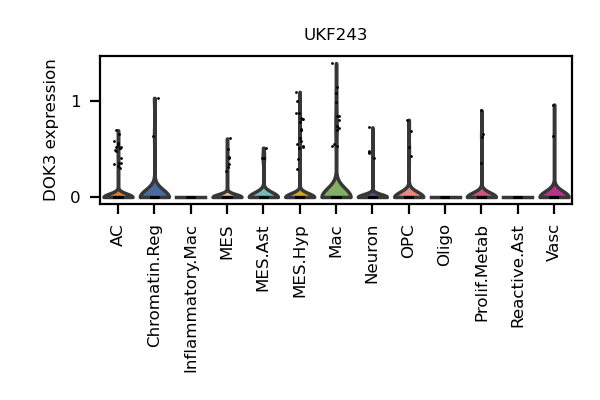 UKF243
DOK3 expression
1
0
AC
Chromatin.Reg
Inflammatory.Mac
MES
MES.Ast
MES.Hyp
Mac
Neuron
OPC
Oligo
Prolif.Metab
Reactive.Ast
Vasc